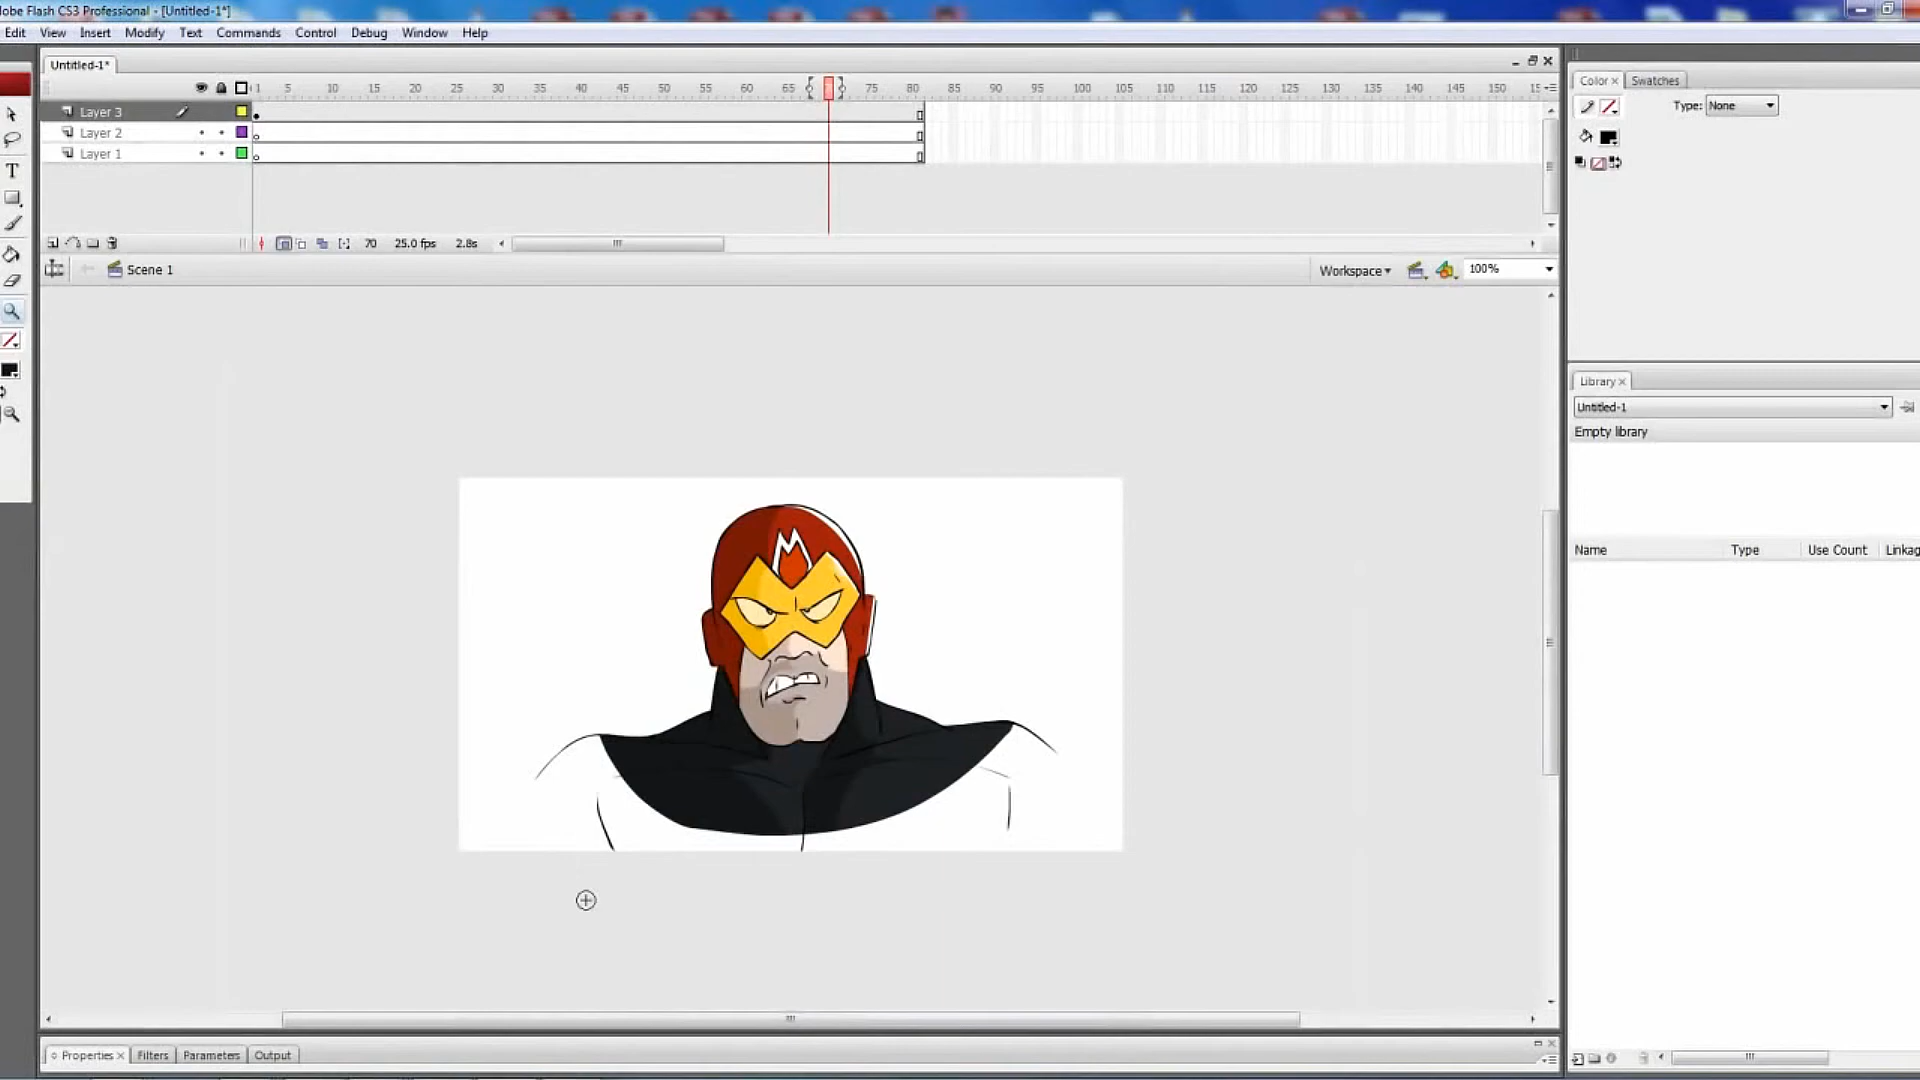 dobe Flash CS3 Professional - [Untitled-1*]
Edit View Insert Modify Text Commands Control Debug Window Help
Untitled-1*
1 5 10 15 20 25 30 35 40 45 50 55 60 65 75 80 85 90 95 100 105 110 115 120 125 130 135 140 145 150 15
Layer 3
Layer 2
Layer 1
70 25.0 fps 2.8s
Scene 1
Workspace 100%
Color Swatches
Type: None
Library
Untitled-1
Empty library
Name Type Use Count Linkag
Properties Filters Parameters Output